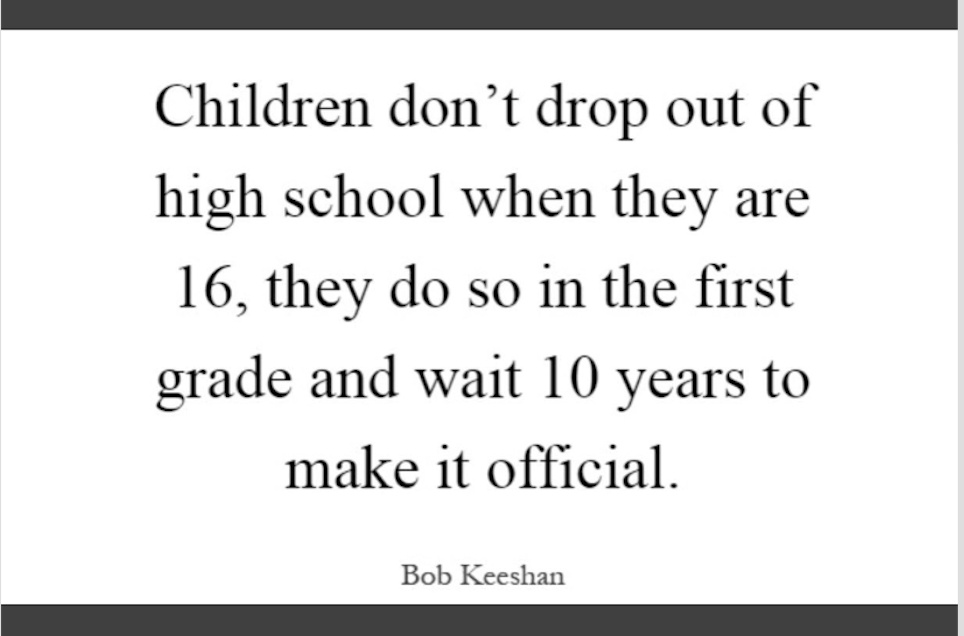 Children don’t drop out of
high school when they are
16, they do so in the first
grade and wait 10 years to
make it official.
Bob Keeshan